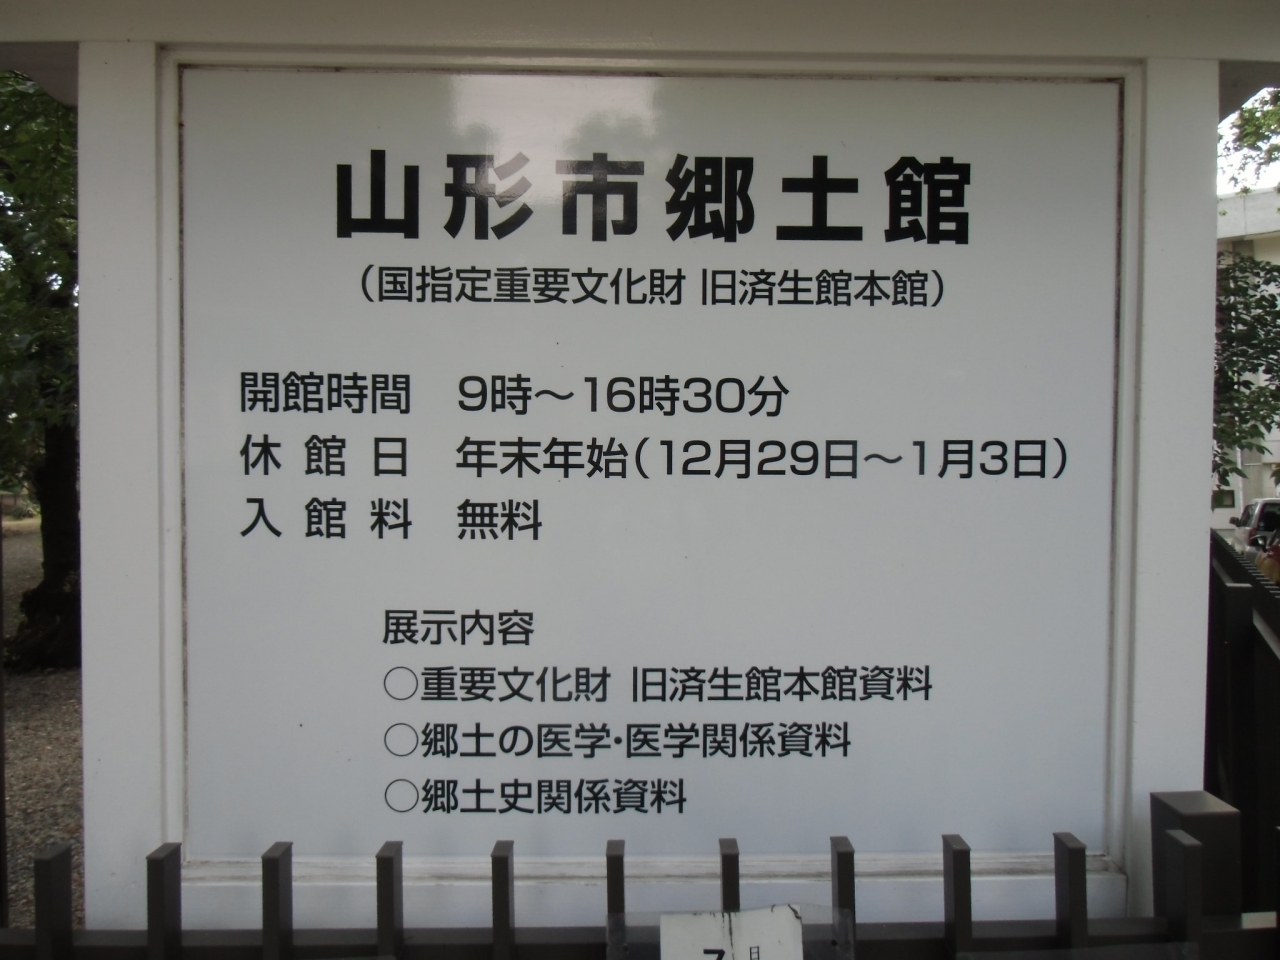 山形市郷土館
（国指定重要文化財 旧済生館本館）
開館時間　9時～16時30分
休館日　年末年始（12月29日～1月3日）
入館料　無料
展示内容
○重要文化財 旧済生館本館資料
○郷土の医学・医学関係資料
○郷土史関係資料